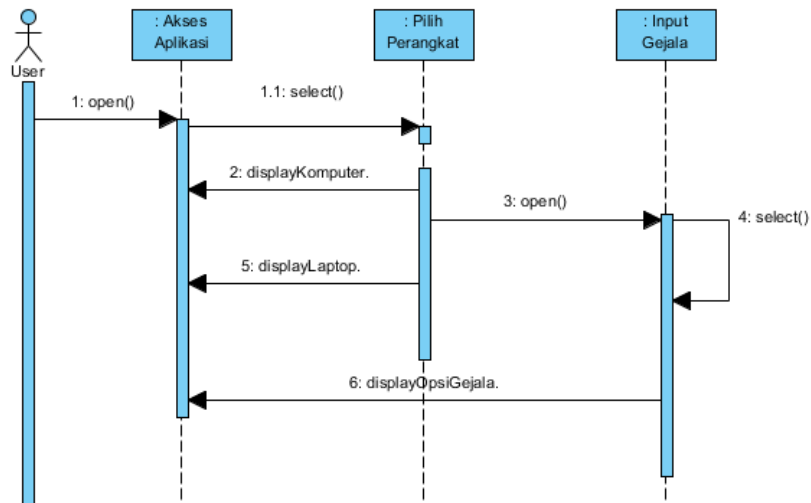 : Akses
Aplikasi
: Pilih
Perangkat
: Input
Gejala
User
1: open()
1.1: select()
2: displayKomputer.
3: open()
4: select()
5: displayLaptop.
6: displayOpsiGejala.